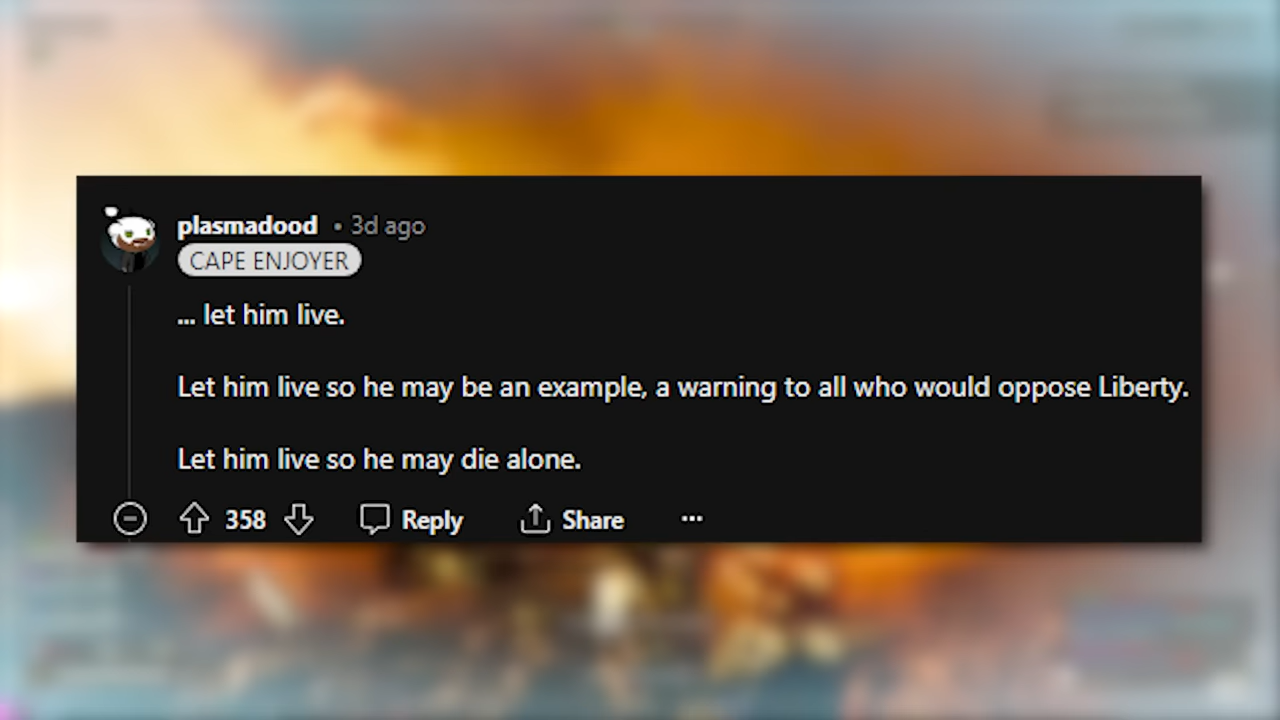 plasmadood • 3d ago
CAPE ENJOYER
... let him live.
Let him live so he may be an example, a warning to all who would oppose Liberty.
Let him live so he may die alone.
358 Reply Share ...